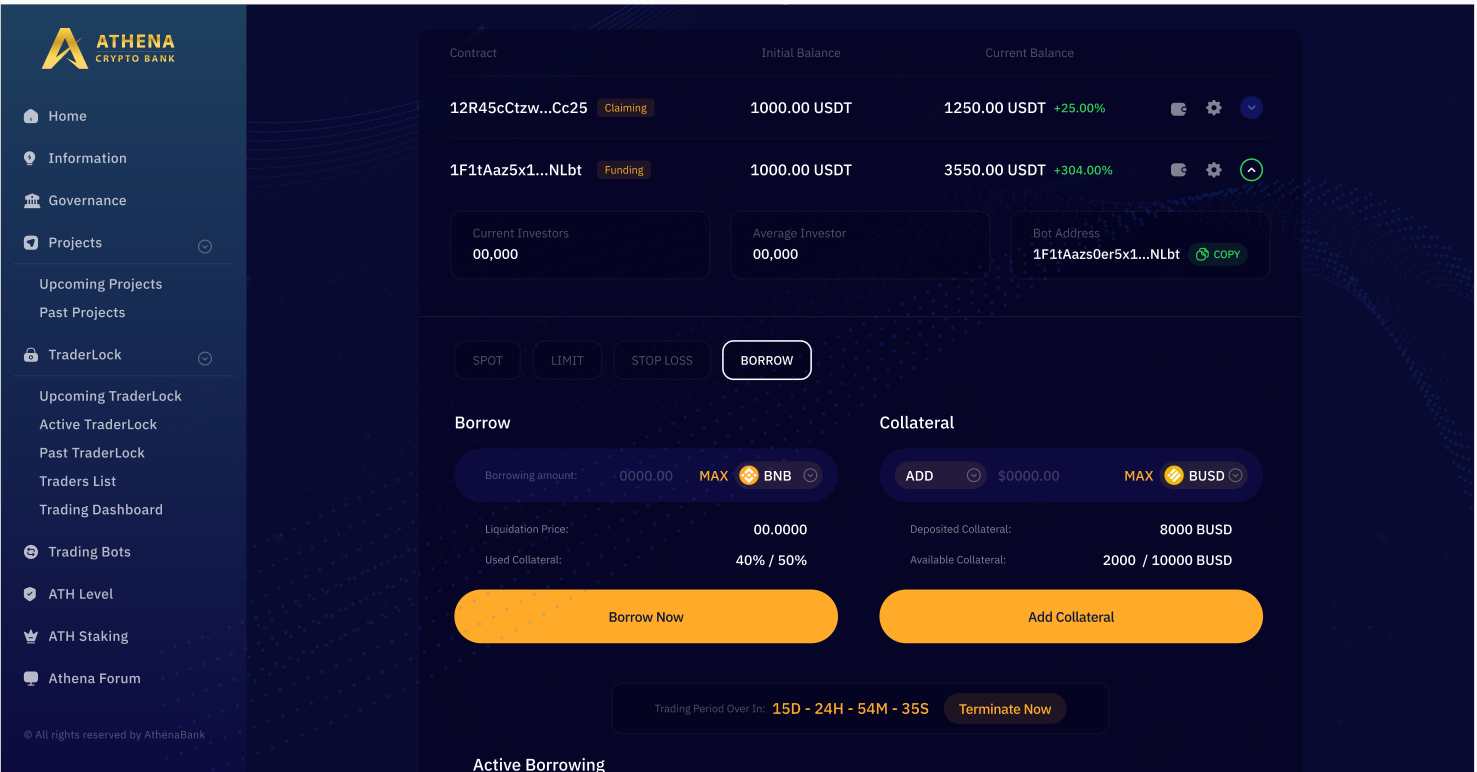 ATHENA
CRYPTO BANK
Home
Information
Governance
Projects
Upcoming Projects
Past Projects
TraderLock
Upcoming TraderLock
Active TraderLock
Past TraderLock
Traders List
Trading Dashboard
Trading Bots
ATH Level
ATH Staking
Athena Forum
© All rights reserved by AthenaBank
Contract Initial Balance Current Balance
12R45cCtzw...Cc25 Claiming 1000.00 USDT 1250.00 USDT +25.00%
1F1tAaz5x1...NLbt Funding 1000.00 USDT 3550.00 USDT +304.00%
Current Investors Average Investor Bot Address
00,000 00,000 1F1tAazs0er5x1...NLbt COPY
SPOT LIMIT STOP LOSS BORROW
Borrow Collateral
Borrowing amount: 0000.00 MAX BNB ADD $0000.00 MAX BUSD
Liquidation Price: 00.0000 Deposited Collateral: 8000 BUSD
Used Collateral: 40% / 50% Available Collateral: 2000 / 10000 BUSD
Borrow Now Add Collateral
Trading Period Over In: 15D - 24H - 54M - 35S Terminate Now
Active Borrowing